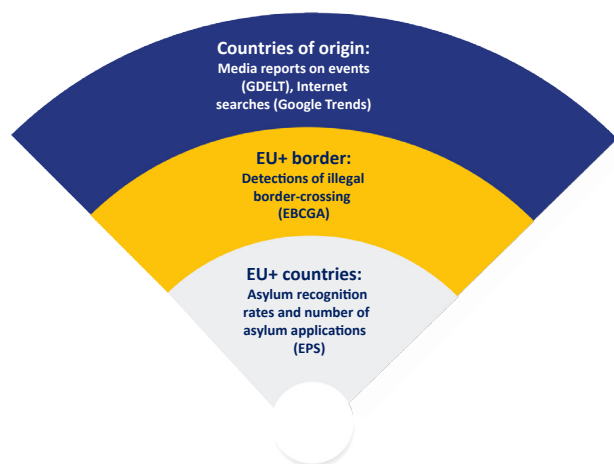 Countries of origin:
Media reports on events
(GDELT), Internet
searches (Google Trends)
EU+ border:
Detections of illegal
border-crossing
(EBCGA)
EU+ countries:
Asylum recognition
rates and number of
asylum applications
(EPS)